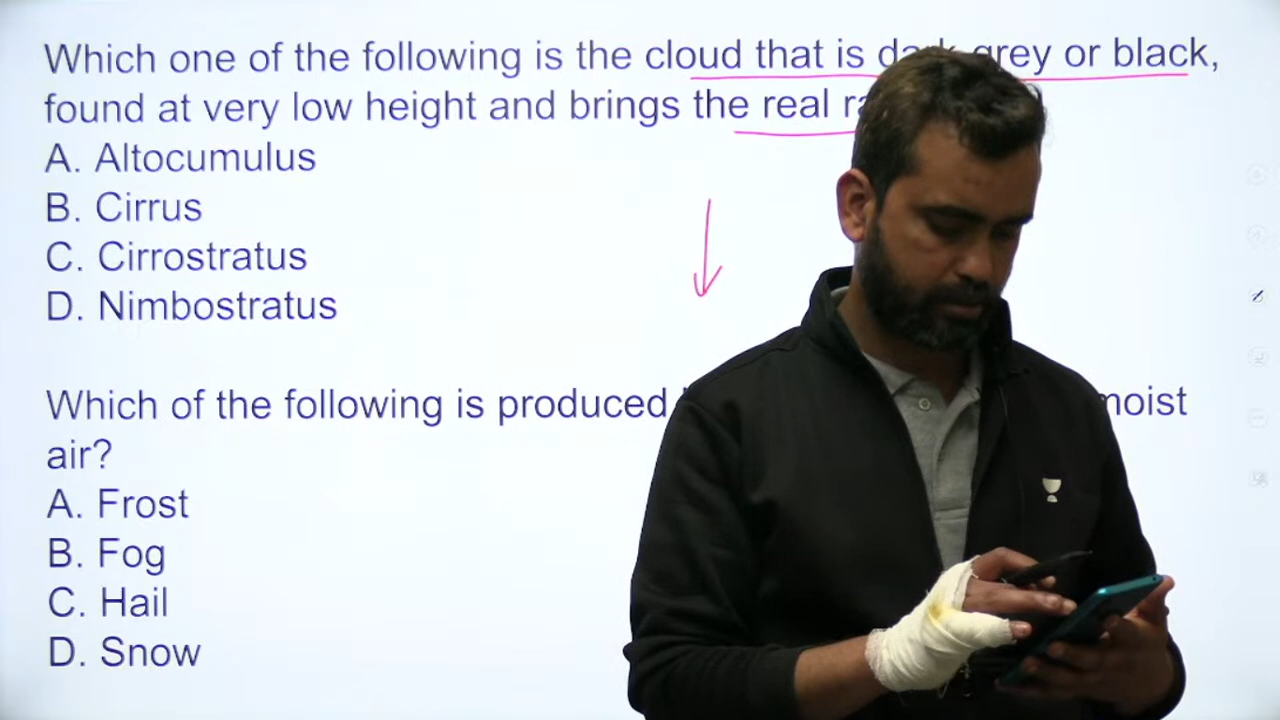 Which one of the following is the cloud that is grey or black,
found at very low height and brings the real
A. Altocumulus
B. Cirrus
C. Cirrostratus
D. Nimbostratus
Which of the following is produced moist
air?
A. Frost
B. Fog
C. Hail
D. Snow